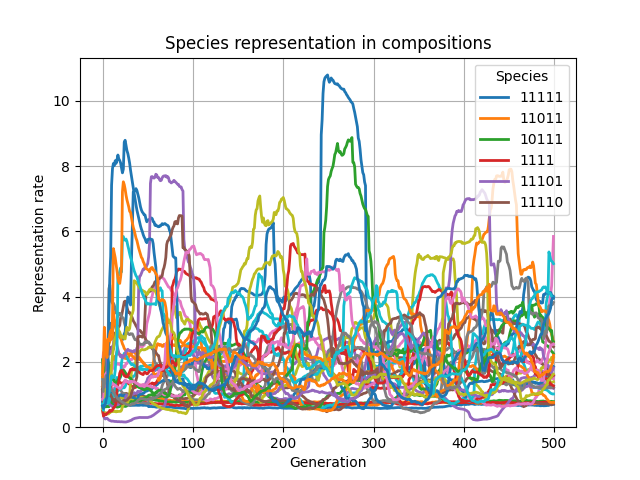 Species representation in compositions
Representation rate
10
8
6
4
2
0
0 100 200 300 400 500
Generation
Species
11111
11011
10111
1111
11101
11110